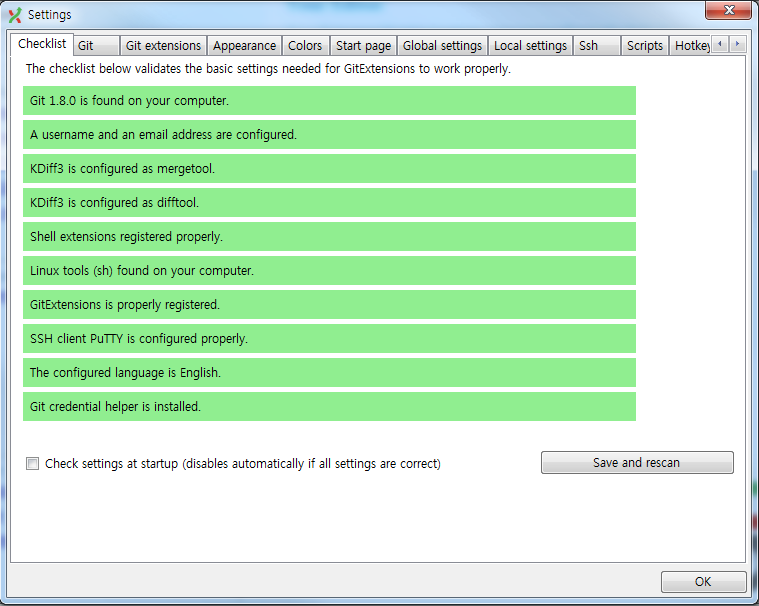 Settings
Checklist Git Git extensions Appearance Colors Start page Global settings Local settings Ssh Scripts Hotkey
The checklist below validates the basic settings needed for GitExtensions to work properly.
Git 1.8.0 is found on your computer.
A username and an email address are configured.
KDiff3 is configured as mergetool.
KDiff3 is configured as difftool.
Shell extensions registered properly.
Linux tools (sh) found on your computer.
GitExtensions is properly registered.
SSH client PuTTY is configured properly.
The configured language is English.
Git credential helper is installed.
Check settings at startup (disables automatically if all settings are correct) Save and rescan
OK